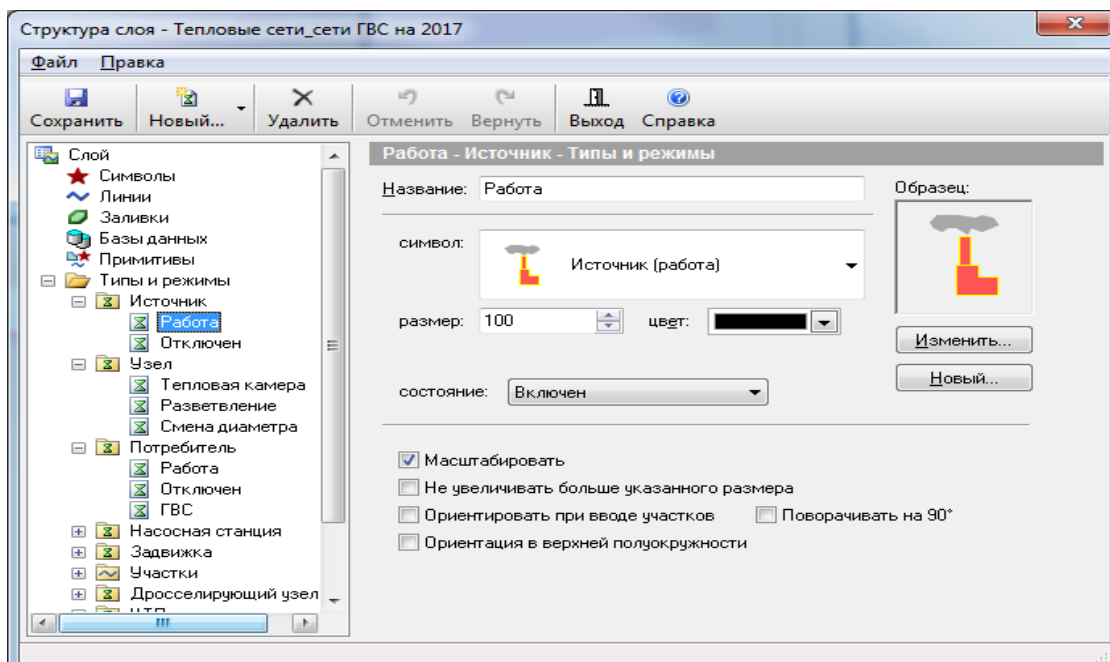 Структура слоя - Тепловые сети_сети ГВС на 2017
Файл Правка
Сохранить Новый... Удалить Отменить Вернуть Выход Справка
Слой
Символы
Линии
Заливки
Базы данных
Примитивы
Типы и режимы
Источник
Работа
Отключен
Узел
Тепловая камера
Разветвление
Смена диаметра
Потребитель
Работа
Отключен
ГВС
Насосная станция
Задвижка
Участки
Дросселирующий узел
Работа - Источник - Типы и режимы
Название: Работа
Образец:
символ: Источник (работа)
размер: 100 цвет:
Изменить...
Новый...
состояние: Включен
Масштабировать
Не увеличивать больше указанного размера
Ориентировать при вводе участков Поворачивать на 90°
Ориентация в верхней полуокружности